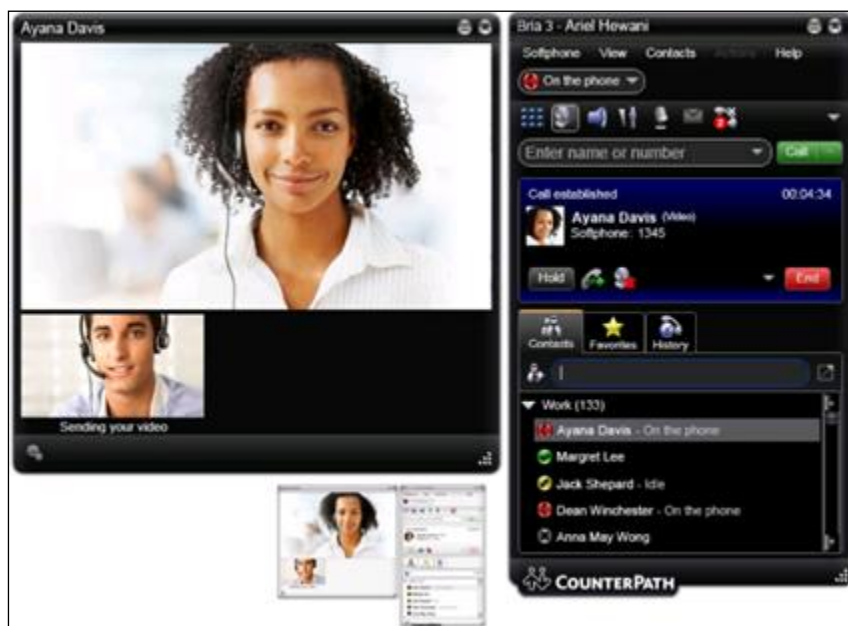 Ayana Davis
Sending your video
Bria 3 - Ariel Hewani
Softphone View Contacts Actions Help
On the phone
Enter name or number Call
Call established 00:04:34
Ayana Davis (Video)
Softphone: 1345
Hold End
Contacts Favorites History
Work (133)
Ayana Davis - On the phone
Margret Lee
Jack Shepard - Idle
Dean Winchester - On the phone
Anna May Wong
COUNTERPATH